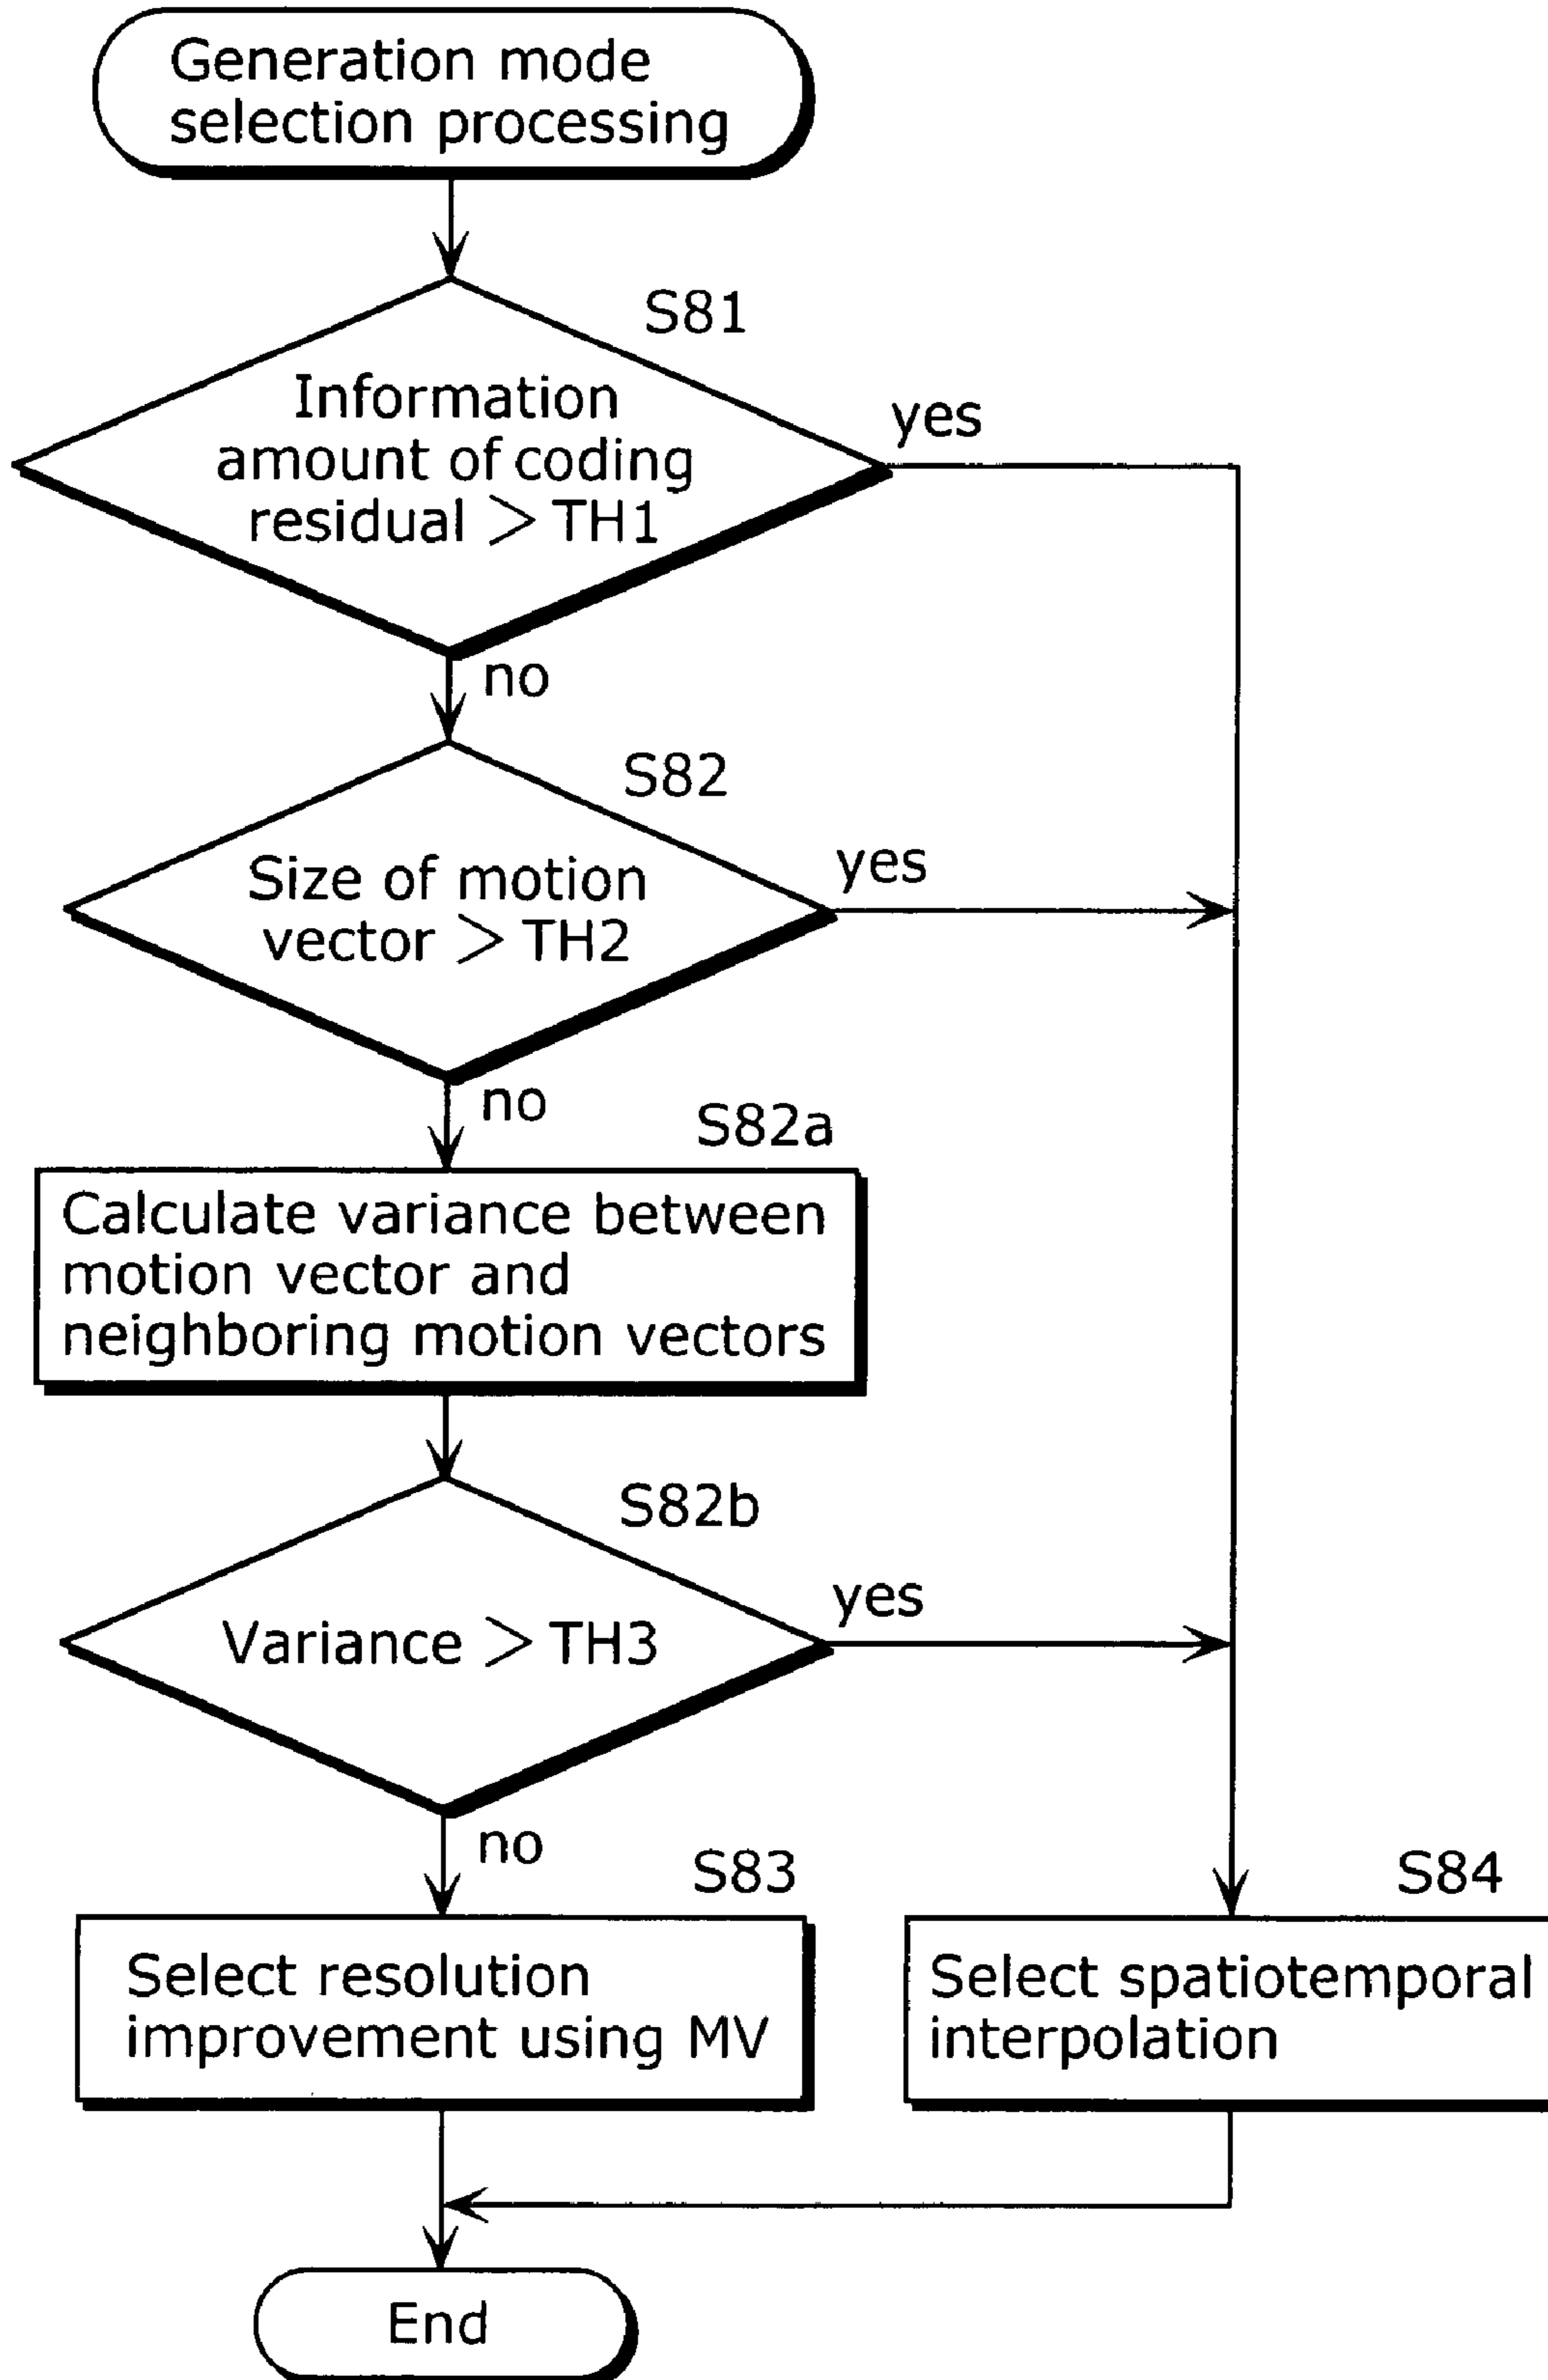 Generation mode
selection processing
S81
Information
amount of coding
residual > TH1
yes
no
S82
Size of motion
vector > TH2
yes
no
S82a
Calculate variance between
motion vector and
neighboring motion vectors
S82b
Variance > TH3
yes
no
S83
Select resolution
improvement using MV
S84
Select spatiotemporal
interpolation
End